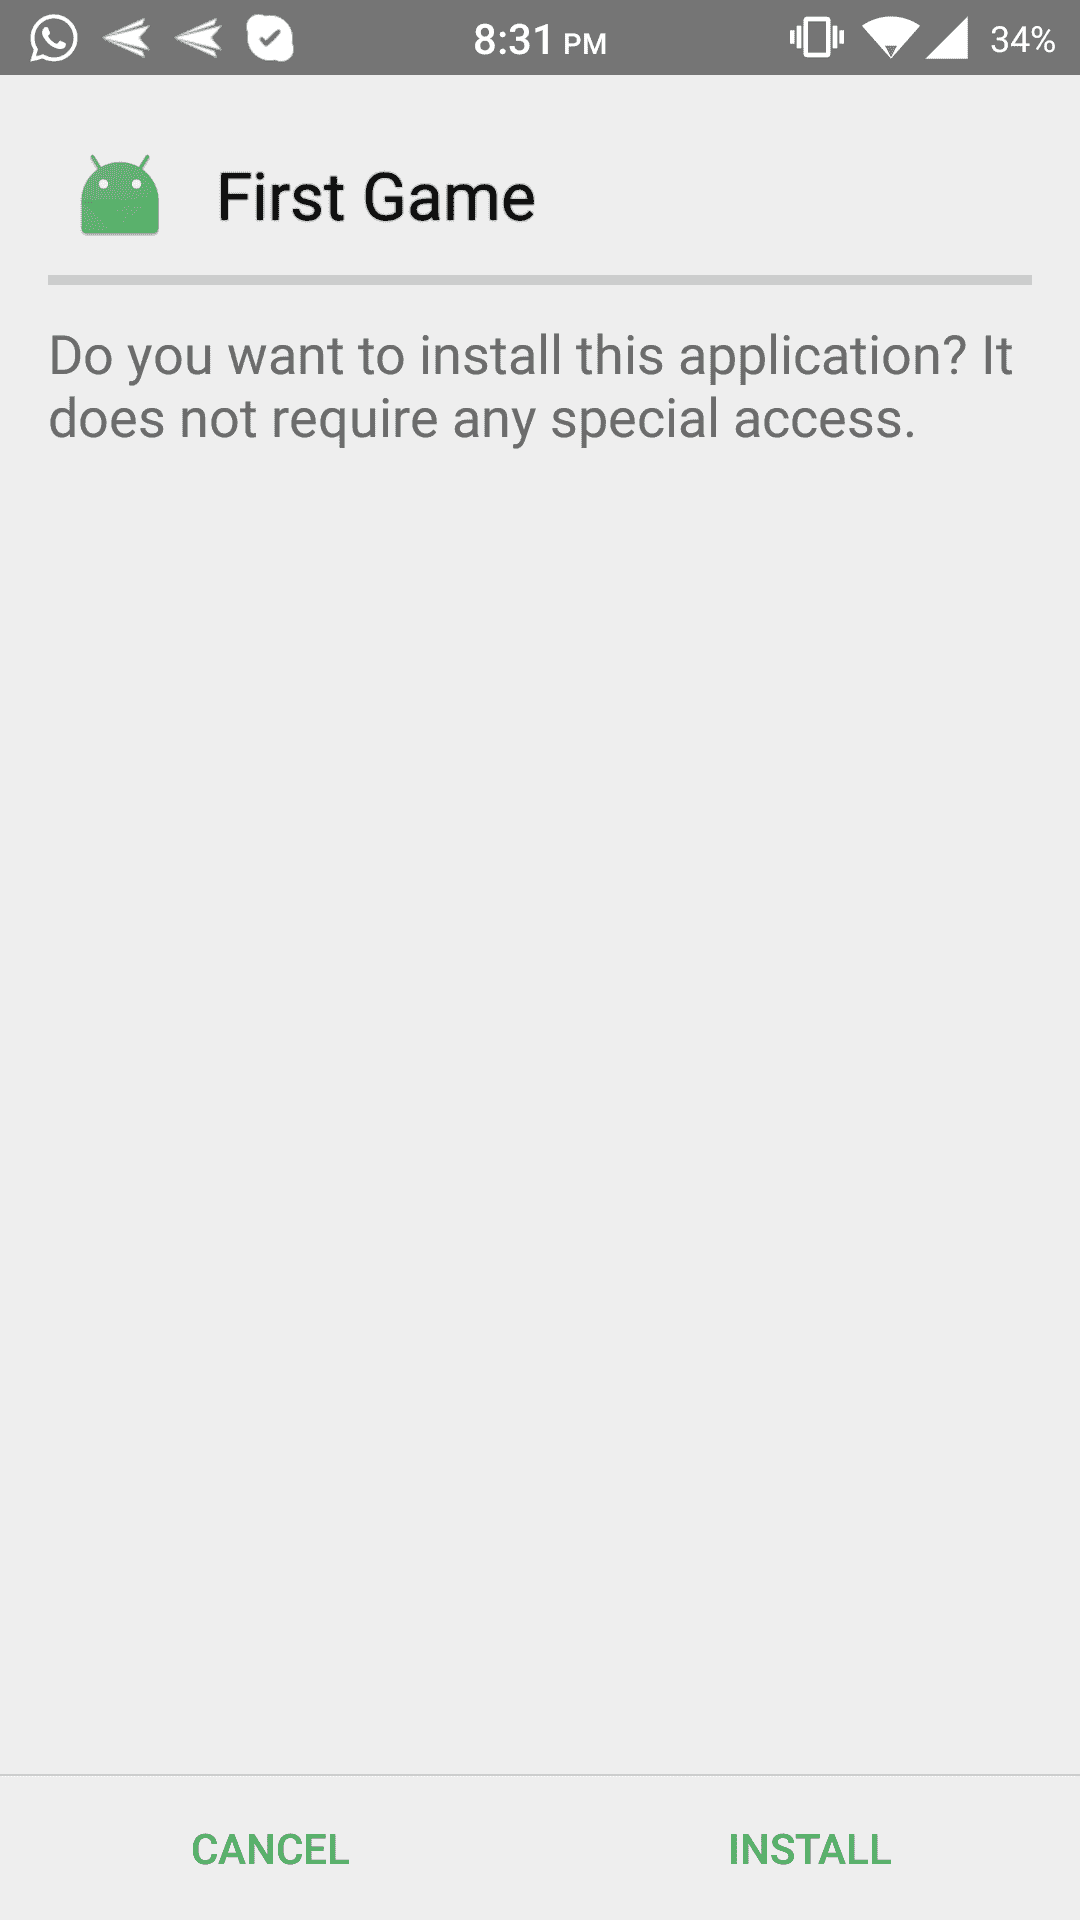 8:31 PM
34%
First Game
Do you want to install this application? It
does not require any special access.
CANCEL
INSTALL